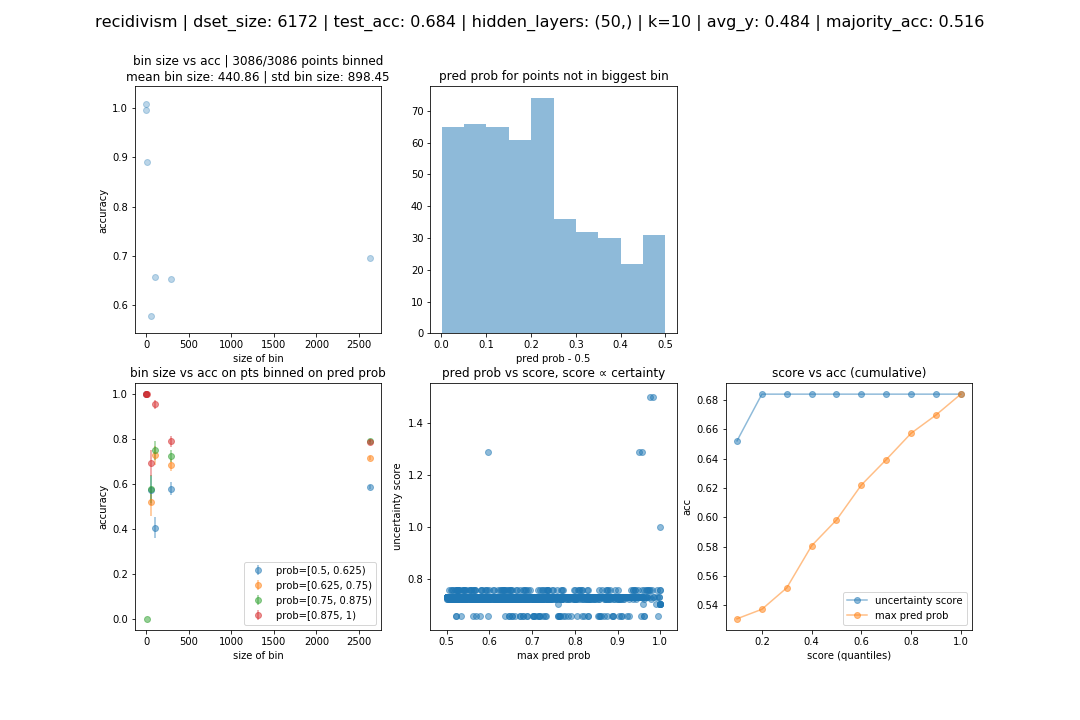 recidivism | dset_size: 6172 | test_acc: 0.684 | hidden_layers: (50,) | k=10 | avg_y: 0.484 | majority_acc: 0.516
bin size vs acc | 3086/3086 points binned
mean bin size: 440.86 | std bin size: 898.45
accuracy
1.0
0.9
0.8
0.7
0.6
0 500 1000 1500 2000 2500
size of bin
pred prob for points not in biggest bin
70
60
50
40
30
20
10
0
0.0 0.1 0.2 0.3 0.4 0.5
pred prob - 0.5
bin size vs acc on pts binned on pred prob
accuracy
1.0
0.8
0.6
0.4
0.2
0.0
prob=[0.5, 0.625)
prob=[0.625, 0.75)
prob=[0.75, 0.875)
prob=[0.875, 1)
0 500 1000 1500 2000 2500
size of bin
pred prob vs score, score ∝ certainty
uncertainty score
1.4
1.2
1.0
0.8
0.5 0.6 0.7 0.8 0.9 1.0
max pred prob
score vs acc (cumulative)
acc
0.68
0.66
0.64
0.62
0.60
0.58
0.56
0.54
uncertainty score
max pred prob
0.2 0.4 0.6 0.8 1.0
score (quantiles)